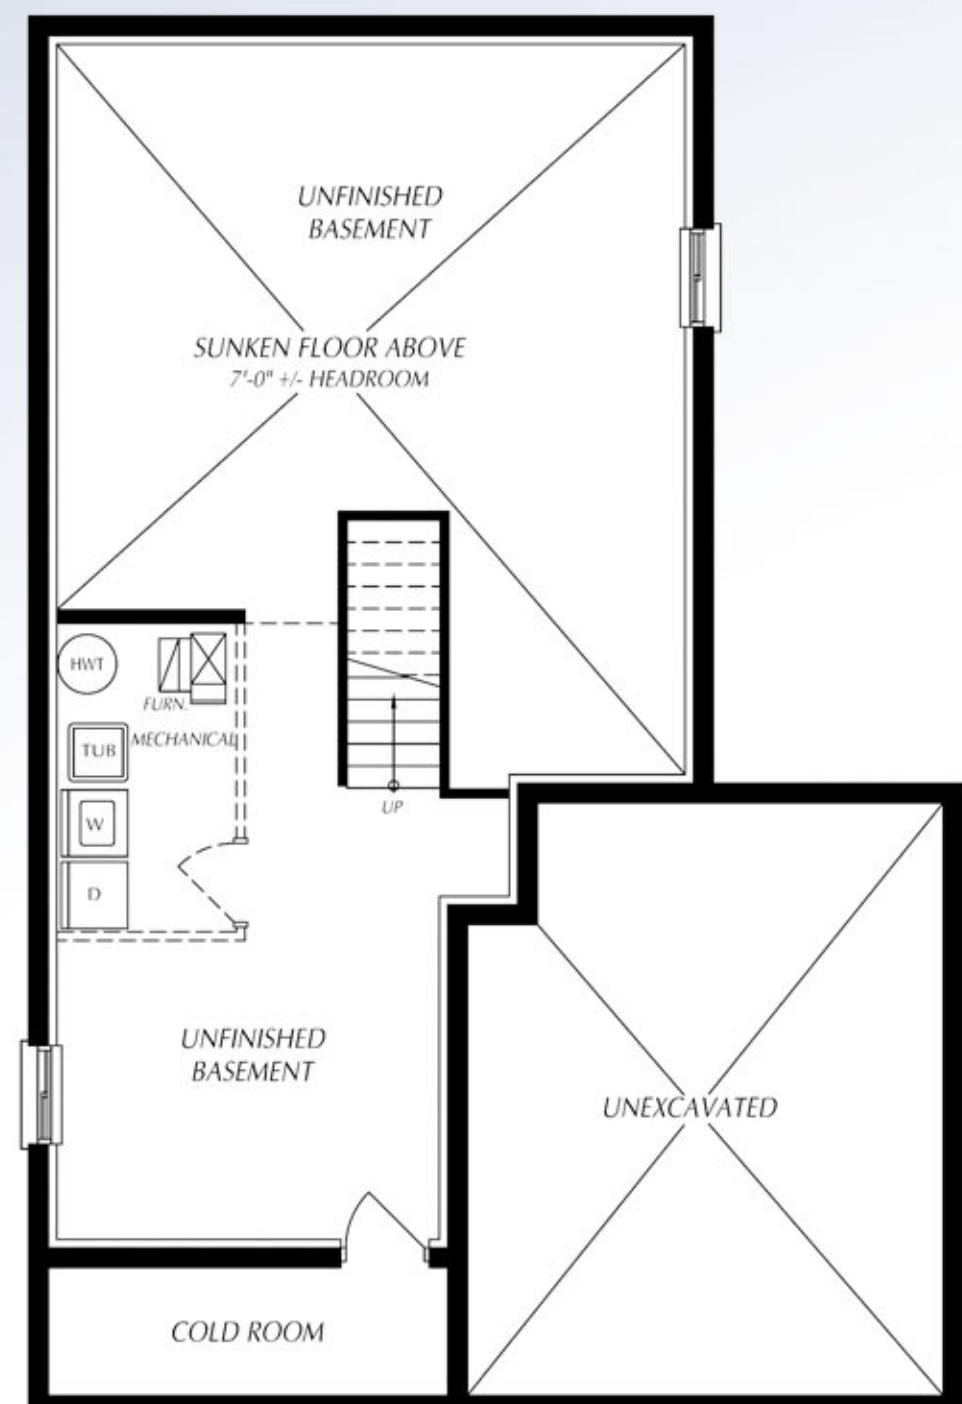 UNFINISHED
BASEMENT
SUNKEN FLOOR ABOVE
7'-0" +/- HEADROOM
HWT
FURN.
MECHANICAL
TUB
W
D
UP
UNFINISHED
BASEMENT
UNEXCAVATED
COLD ROOM